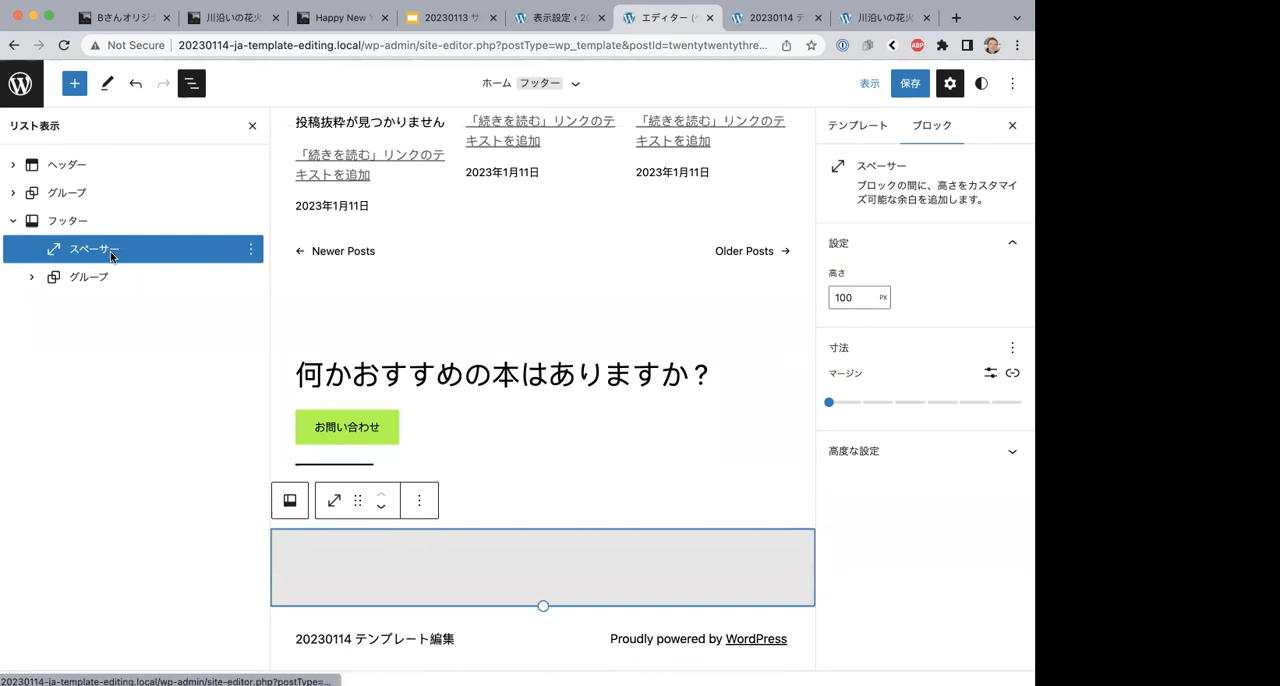 Bさんオリジ
川沿いの花火
Happy New Y
20230113 サ
表示設定 ‹ 20
エディター (ベ
20230114 テ
川沿いの花火
Not Secure
20230114-ja-template-editing.local/wp-admin/site-editor.php?postType=wp_template&postId=twentytwentythre...
ABP
ホーム フッター
表示
保存
リスト表示
ヘッダー
グループ
フッター
スペーサー
グループ
投稿抜粋が見つかりません
「続きを読む」リンクのテ
キストを追加
2023年1月11日
「続きを読む」リンクのテ
キストを追加
2023年1月11日
「続きを読む」リンクのテ
キストを追加
2023年1月11日
Newer Posts
Older Posts
何かおすすめの本はありますか？
お問い合わせ
20230114 テンプレート編集
Proudly powered by WordPress
テンプレート
ブロック
スペーサー
ブロックの間に、高さをカスタマイ
ズ可能な余白を追加します。
設定
高さ
100 PX
寸法
マージン
高度な設定
20230114-ja-template-editing.local/wp-admin/site-editor.php?postType=...